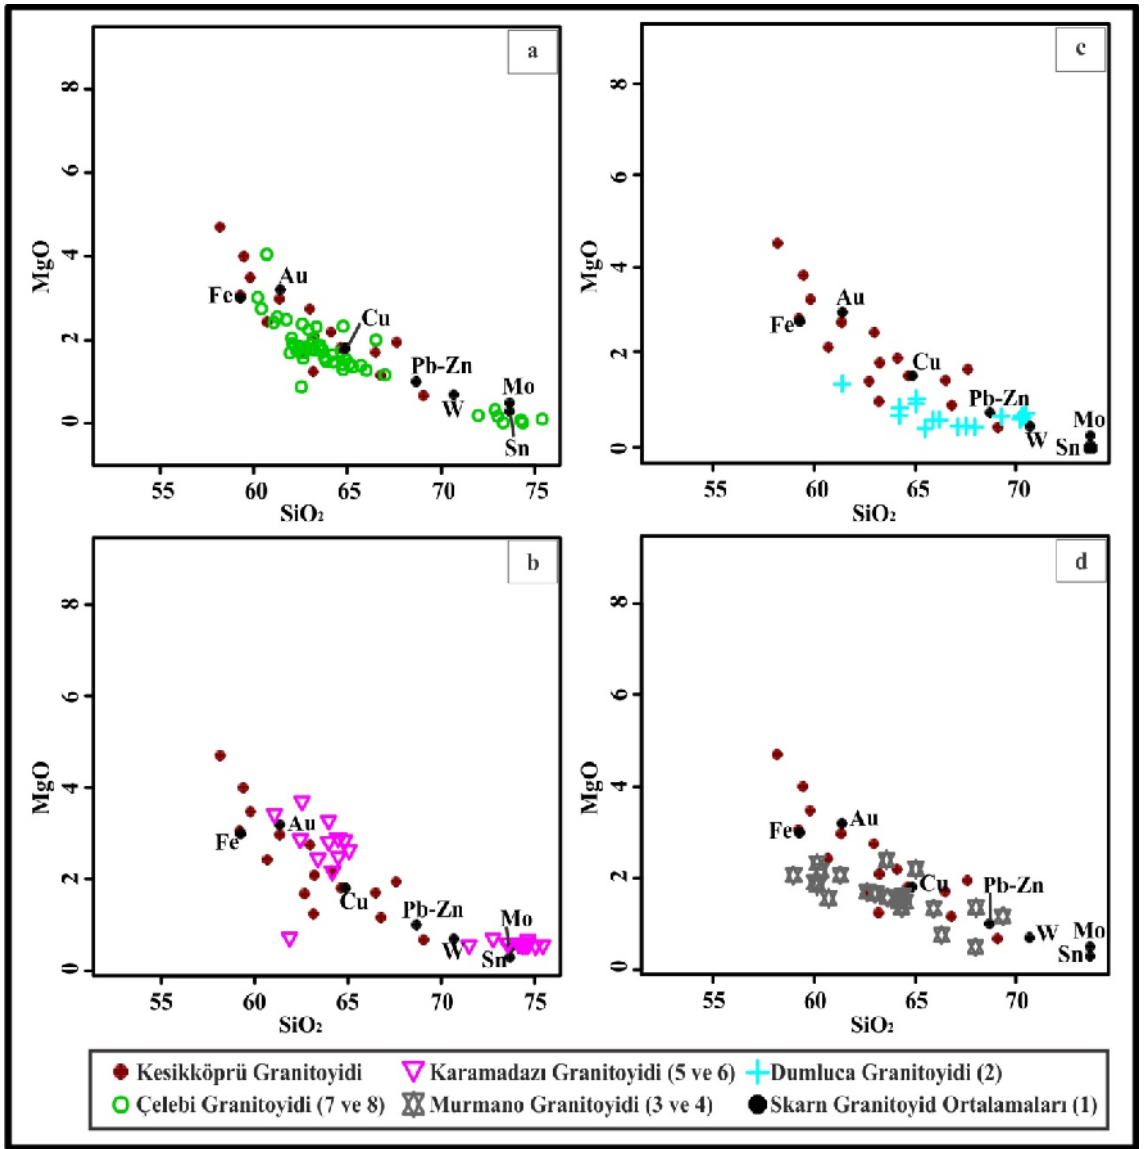 a
MgO
8
6
4
2
0
Au
Fe
Cu
Pb-Zn
Mo
W
Sn
55 60 65 70 75
SiO₂
c
MgO
8
6
4
2
0
Au
Fe
Cu
Pb-Zn
Mo
W
Sn
55 60 65 70
SiO₂
b
MgO
8
6
4
2
0
Au
Fe
Cu
Pb-Zn
Mo
W
Sn
55 60 65 70 75
SiO₂
d
MgO
8
6
4
2
0
Au
Fe
Cu
Pb-Zn
W
Mo
Sn
55 60 65 70
SiO₂
Kesikköprü Granitoyidi
Karamadazı Granitoyidi (5 ve 6)
Dumluca Granitoyidi (2)
Çelebi Granitoyidi (7 ve 8)
Murmano Granitoyidi (3 ve 4)
Skarn Granitoyid Ortalamaları (1)